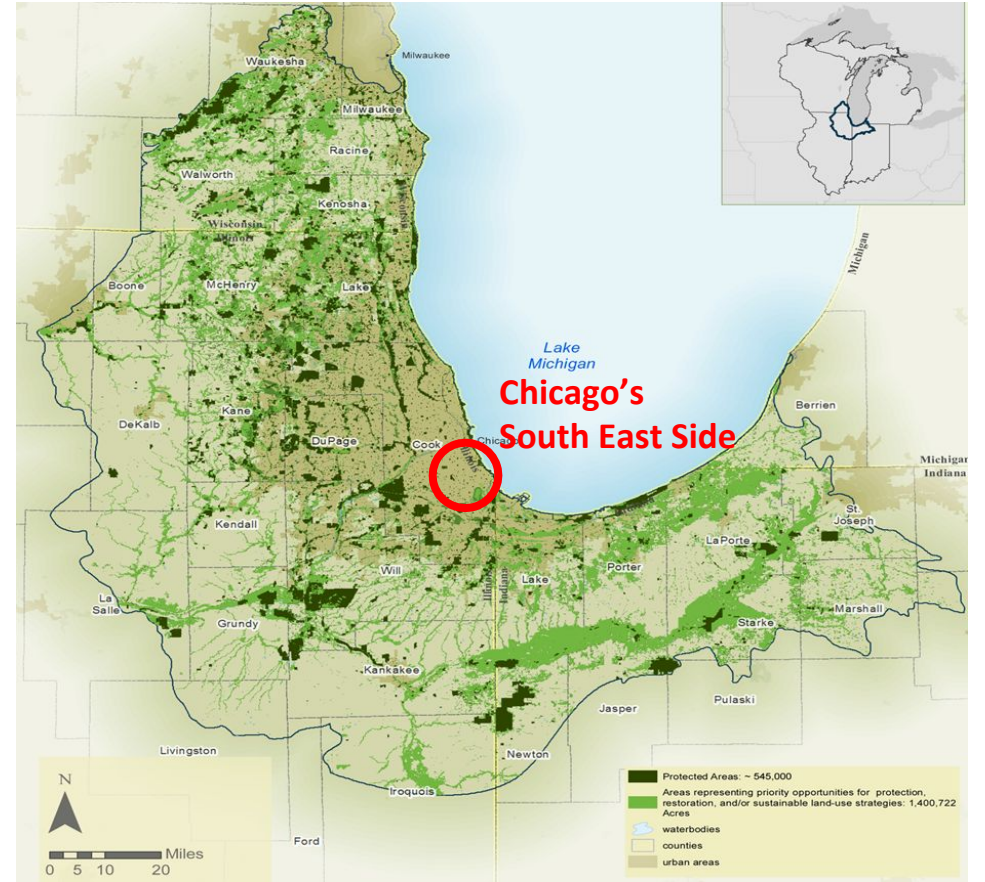 Milwaukee
Waukesha
Milwaukee
Racine
Walworth
Kenosha
Wisconsin
Illinois
Michigan
Boone
McHenry
Lake
Lake
Michigan
Chicago's
South East Side
Berrien
Kane
DeKalb
DuPage
Cook
Chicago
Michigan
Indiana
St.
Joseph
Kendall
LaPorte
Will
Illinois
Indiana
Lake
Porter
La
Salle
Grundy
Starke
Marshall
Kankakee
Pulaski
Jasper
Livingston
Newton
Iroquois
Ford
N
Miles
0 5 10 20
Protected Areas: ~ 545,000
Areas representing priority opportunities for protection,
restoration, and/or sustainable land-use strategies: 1,400,722
Acres
waterbodies
counties
urban areas